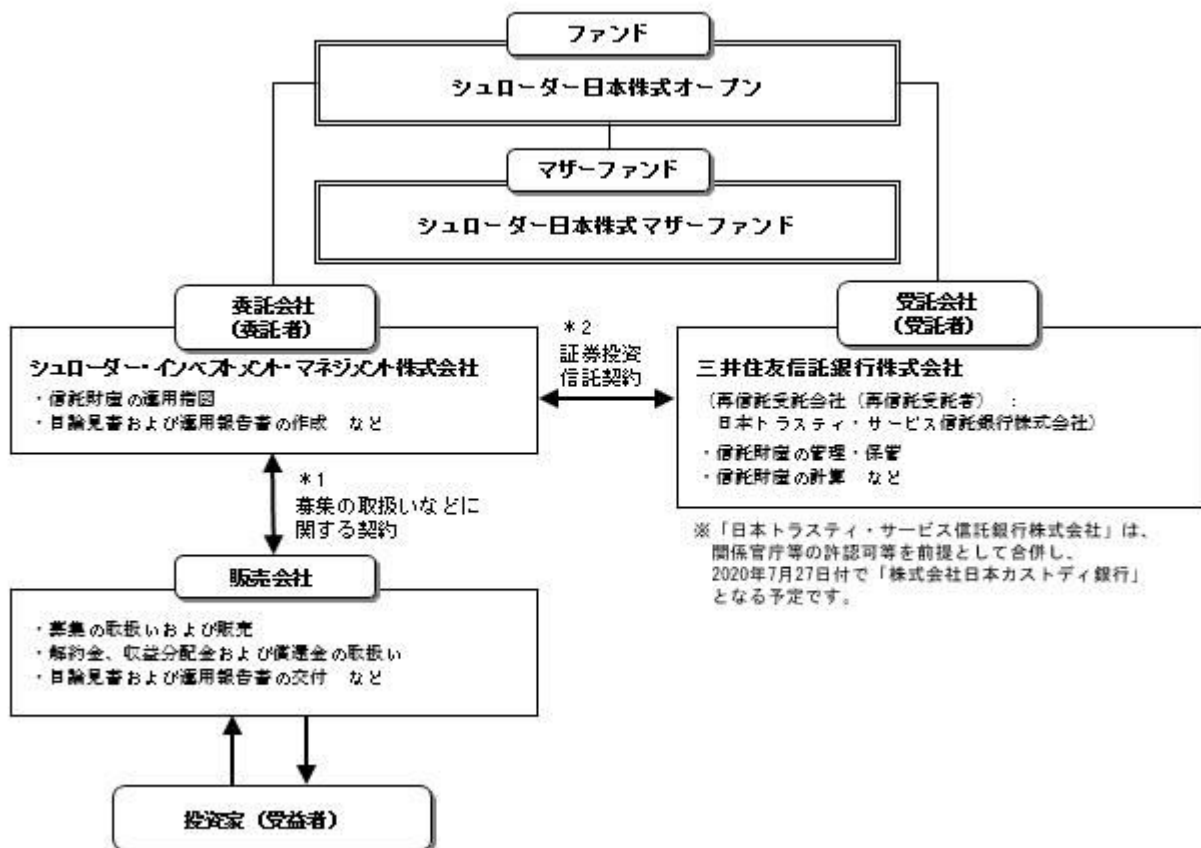 ファンド
シュローダー日本株式オープン
マザーファンド
シュローダー日本株式マザーファンド
委託会社
(委託者)
シュローダー・インベストメント・マネジメント株式会社
・信託財産の運用指図
・目論見書および運用報告書の作成　など
＊2
証券投資
信託契約
受託会社
(受託者)
三井住友信託銀行株式会社
（再信託受託会社（再信託受託者）　：
日本トラスティ・サービス信託銀行株式会社）
・信託財産の管理・保管
・信託財産の計算　など
＊1
募集の取扱いなどに
関する契約
※「日本トラスティ・サービス信託銀行株式会社」は、
関係官庁等の許認可等を前提として合併し、
2020年7月27日付で「株式会社日本カストディ銀行」
となる予定です。
販売会社
・募集の取扱いおよび販売
・解約金、収益分配金および償還金の取扱い
・目論見書および運用報告書の交付　など
投資家（受益者）